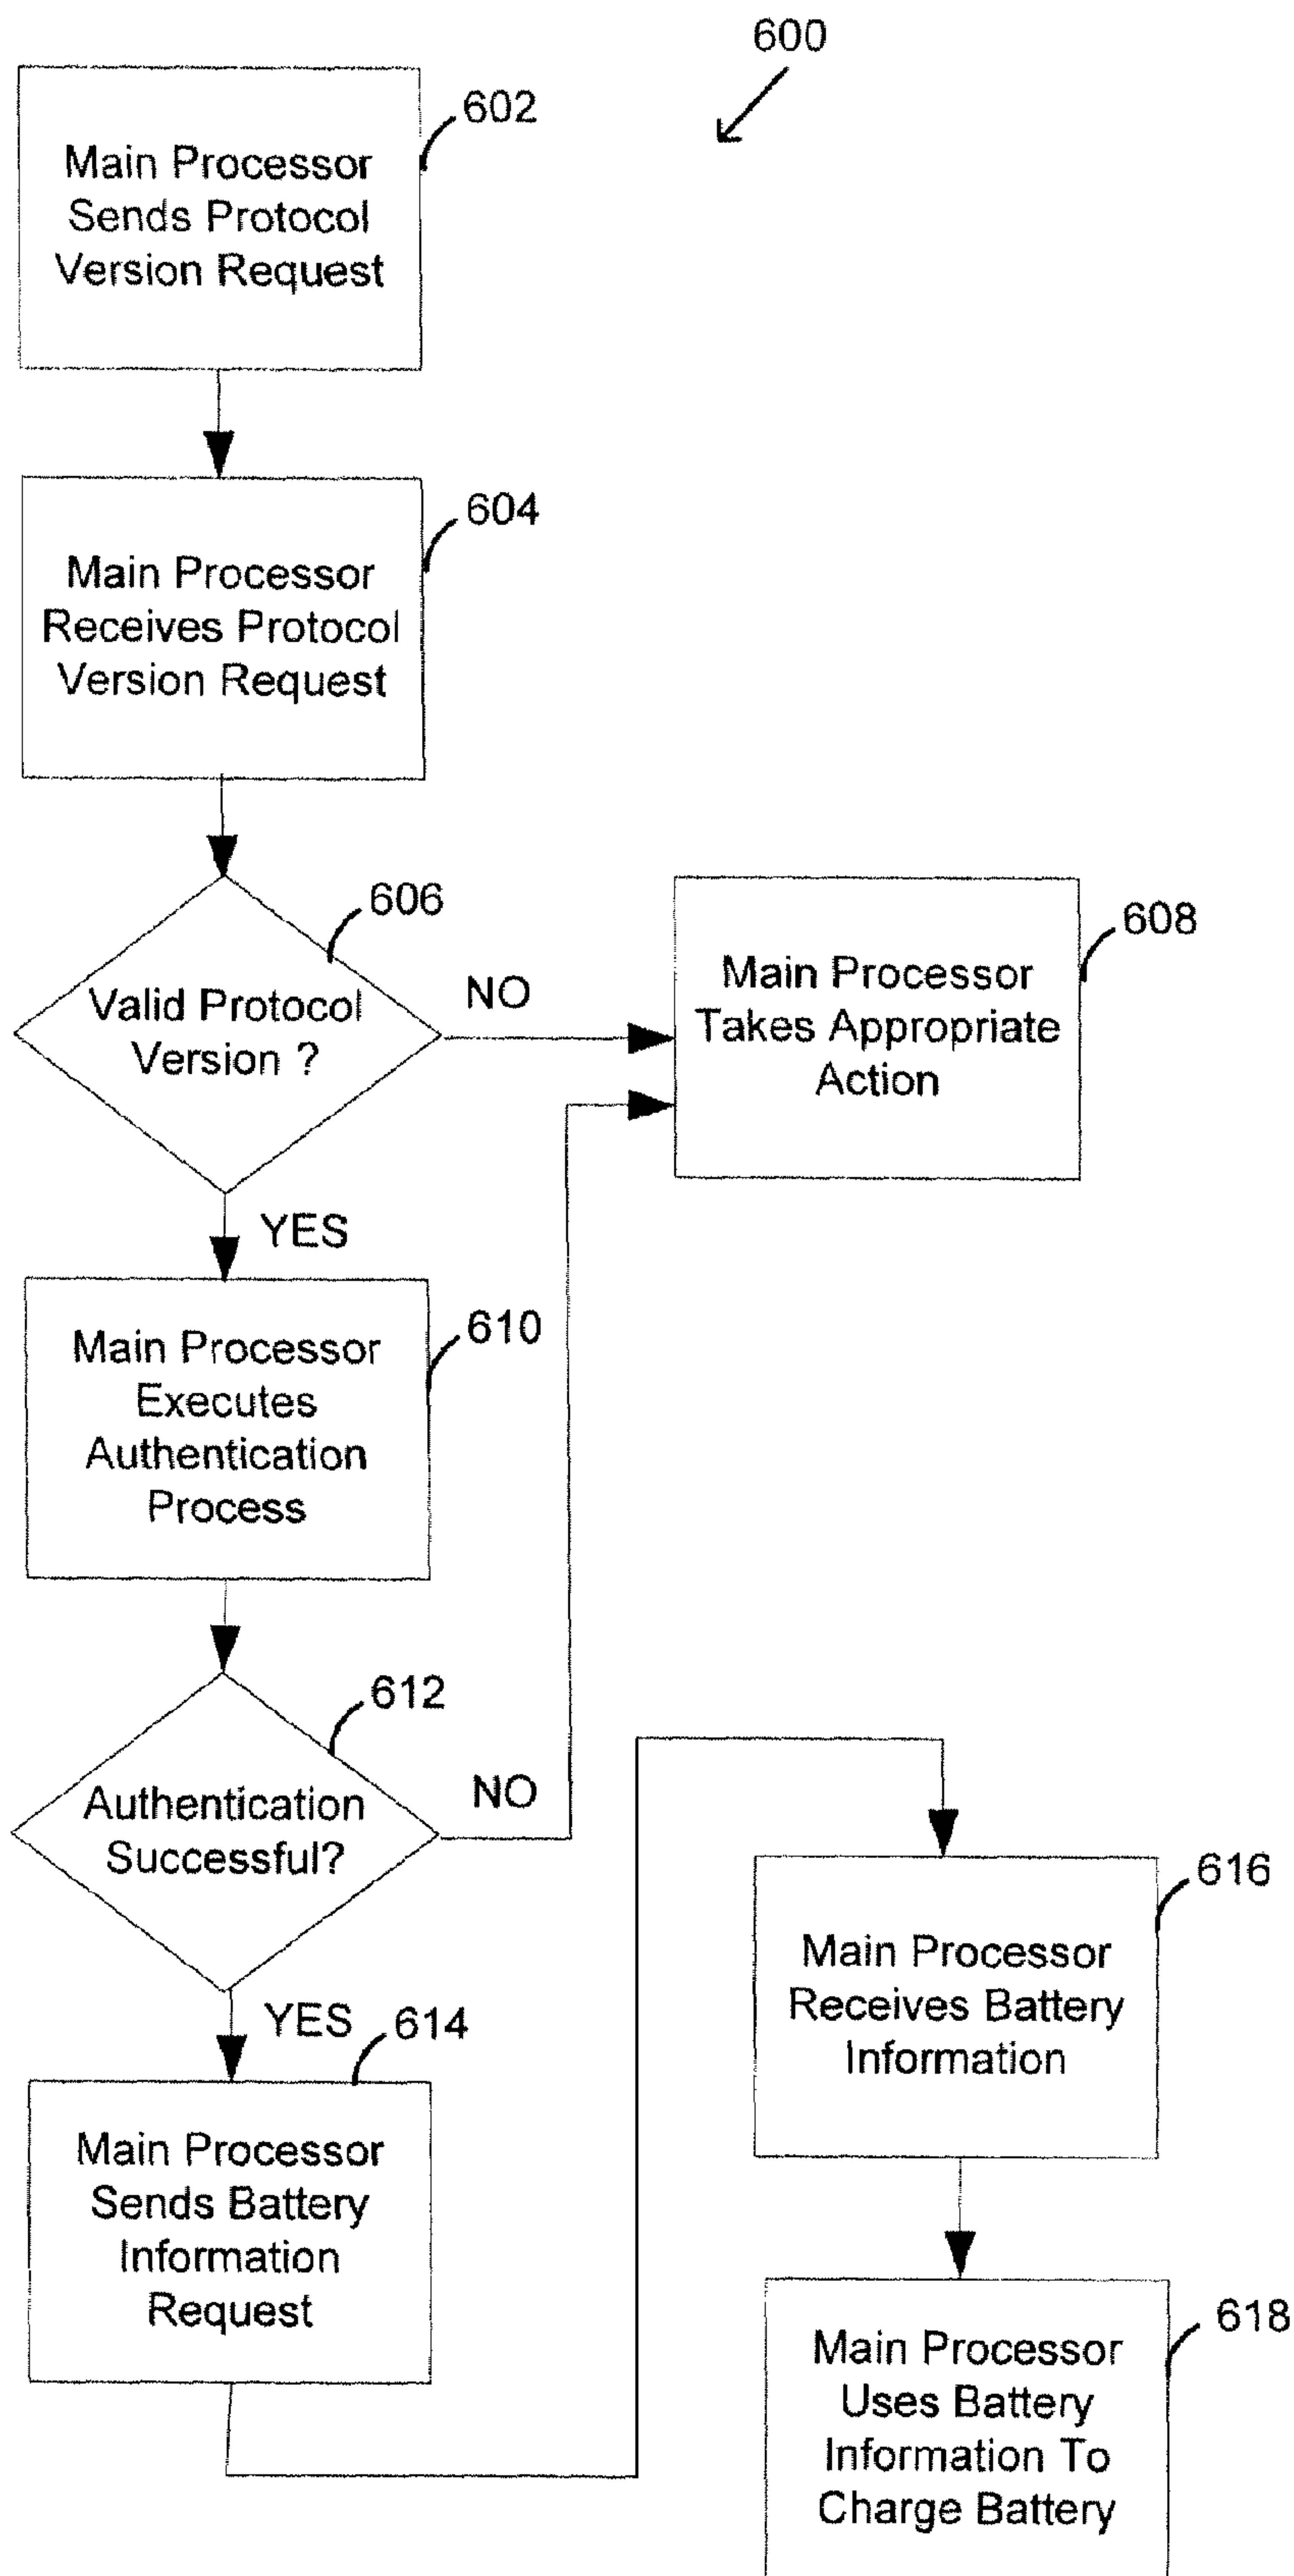 600
602
Main Processor
Sends Protocol
Version Request
604
Main Processor
Receives Protocol
Version Request
606
Valid Protocol
Version ?
NO
608
Main Processor
Takes Appropriate
Action
YES
610
Main Processor
Executes
Authentication
Process
612
Authentication
Successful?
NO
YES
614
Main Processor
Sends Battery
Information
Request
616
Main Processor
Receives Battery
Information
618
Main Processor
Uses Battery
Information To
Charge Battery